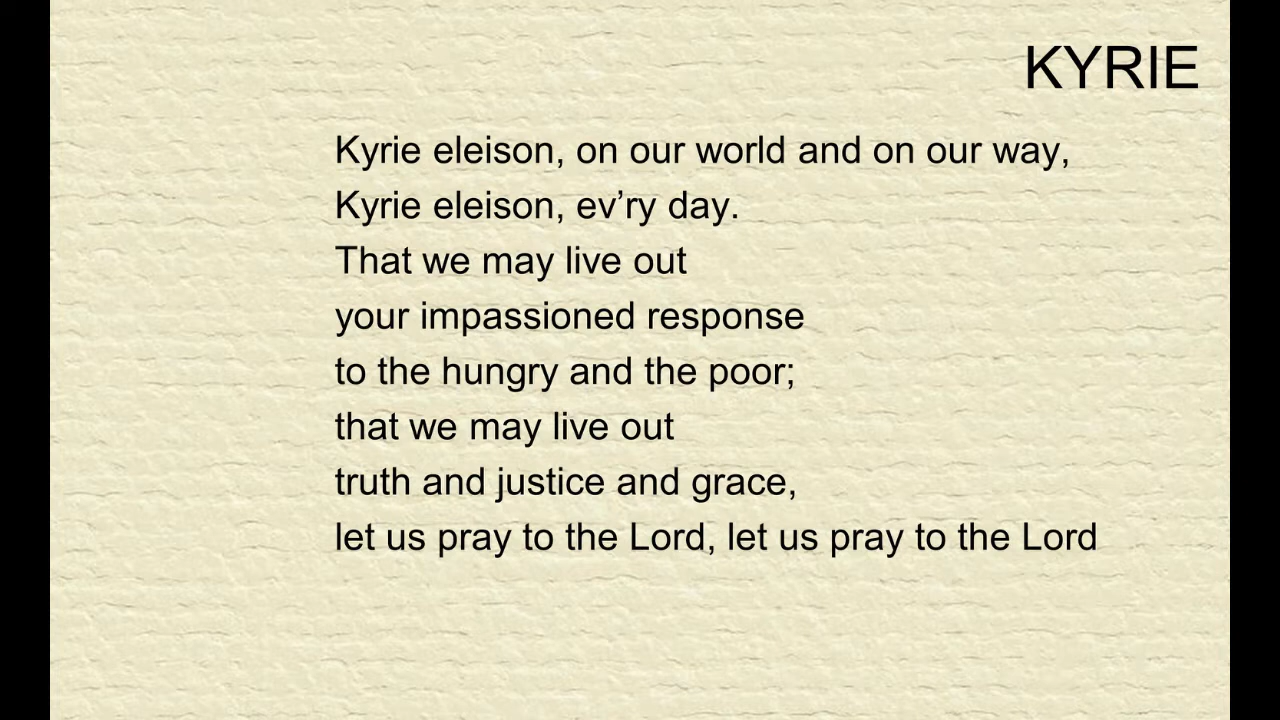 KYRIE
Kyrie eleison, on our world and on our way,
Kyrie eleison, ev’ry day.
That we may live out
your impassioned response
to the hungry and the poor;
that we may live out
truth and justice and grace,
let us pray to the Lord, let us pray to the Lord